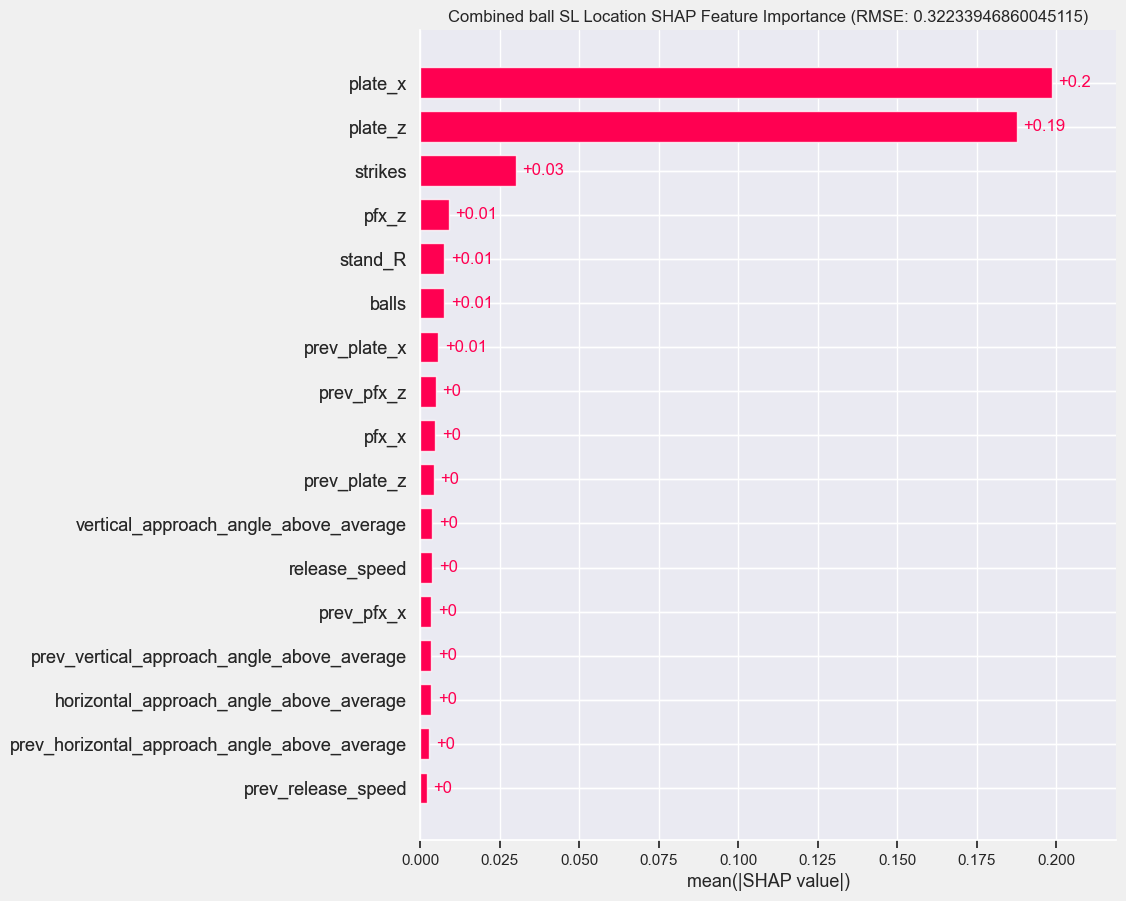 Combined ball SL Location SHAP Feature Importance (RMSE: 0.32233946860045115)
plate_x +0.2
plate_z +0.19
strikes +0.03
pfx_z +0.01
stand_R +0.01
balls +0.01
prev_plate_x +0.01
prev_pfx_z +0
pfx_x +0
prev_plate_z +0
vertical_approach_angle_above_average +0
release_speed +0
prev_pfx_x +0
prev_vertical_approach_angle_above_average +0
horizontal_approach_angle_above_average +0
prev_horizontal_approach_angle_above_average +0
prev_release_speed +0
0.000 0.025 0.050 0.075 0.100 0.125 0.150 0.175 0.200
mean(|SHAP value|)